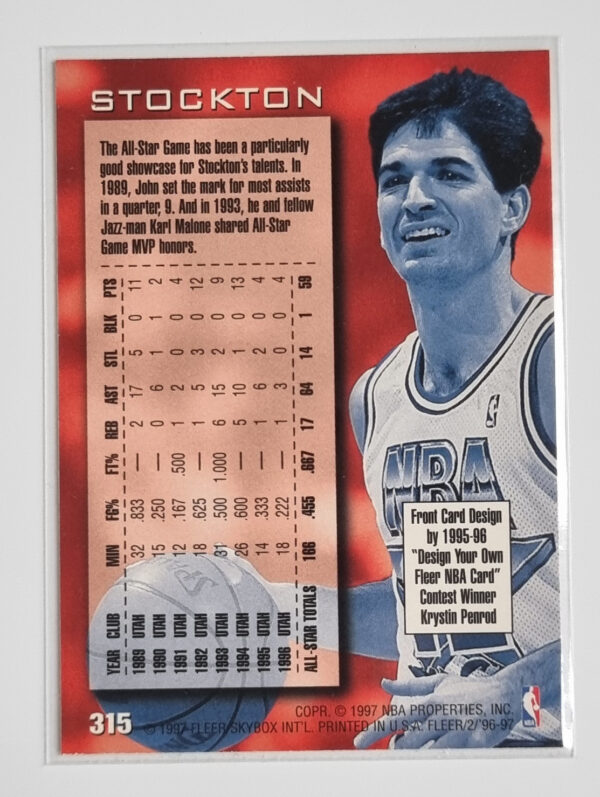 STOCKTON
The All-Star Game has been a particularly
good showcase for Stockton's talents. In
1989, John set the mark for most assists
in a quarter, 9. And in 1993, he and fellow
Jazz-man Karl Malone shared All-Star
Game MVP honors.
YEAR CLUB MIN FG% FT% REB AST STL BLK PTS
1989 UTAH 32 .833 — 2 17 5 0 11
1990 UTAH 15 .250 — 0 6 1 1 2
1991 UTAH 12 .167 .500 1 2 0 0 4
1992 UTAH 18 .625 — 5 3 0 12
1993 UTAH 31 .500 1.000 6 15 2 0 9
1994 UTAH 26 .600 — 5 10 1 0 13
1995 UTAH 14 .333 — 1 6 2 0 4
1996 UTAH 18 .222 — 1 3 0 0 4
ALL-STAR TOTALS 166 .455 .667 17 64 14 1 59
NBA
Front Card Design
by 1995-96
"Design Your Own
Fleer NBA Card"
Contest Winner
Krystin Penrod
315
COPR. © 1997 NBA PROPERTIES, INC.
© 1997 FLEER/SKYBOX INT'L. PRINTED IN U.S.A. FLEER/2/'96-97